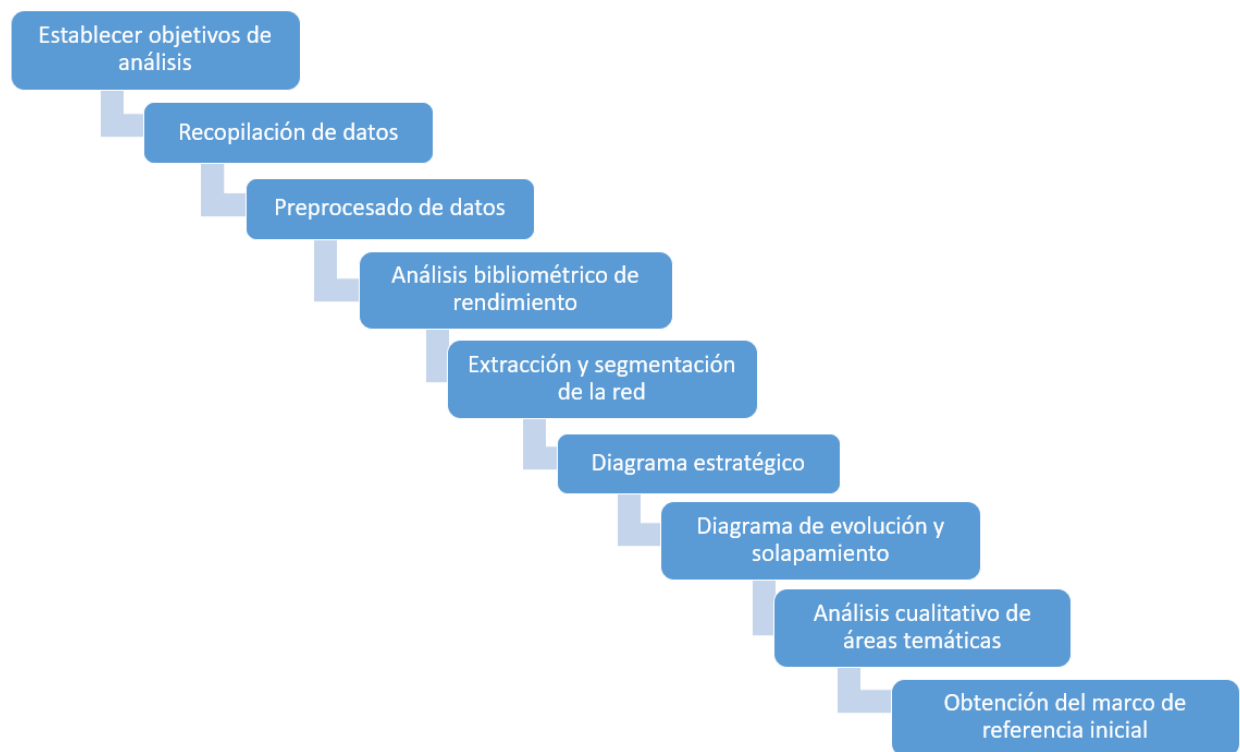 Establecer objetivos de
análisis
Recopilación de datos
Preprocesado de datos
Análisis bibliométrico de
rendimiento
Extracción y segmentación
de la red
Diagrama estratégico
Diagrama de evolución y
solapamiento
Análisis cualitativo de
áreas temáticas
Obtención del marco de
referencia inicial